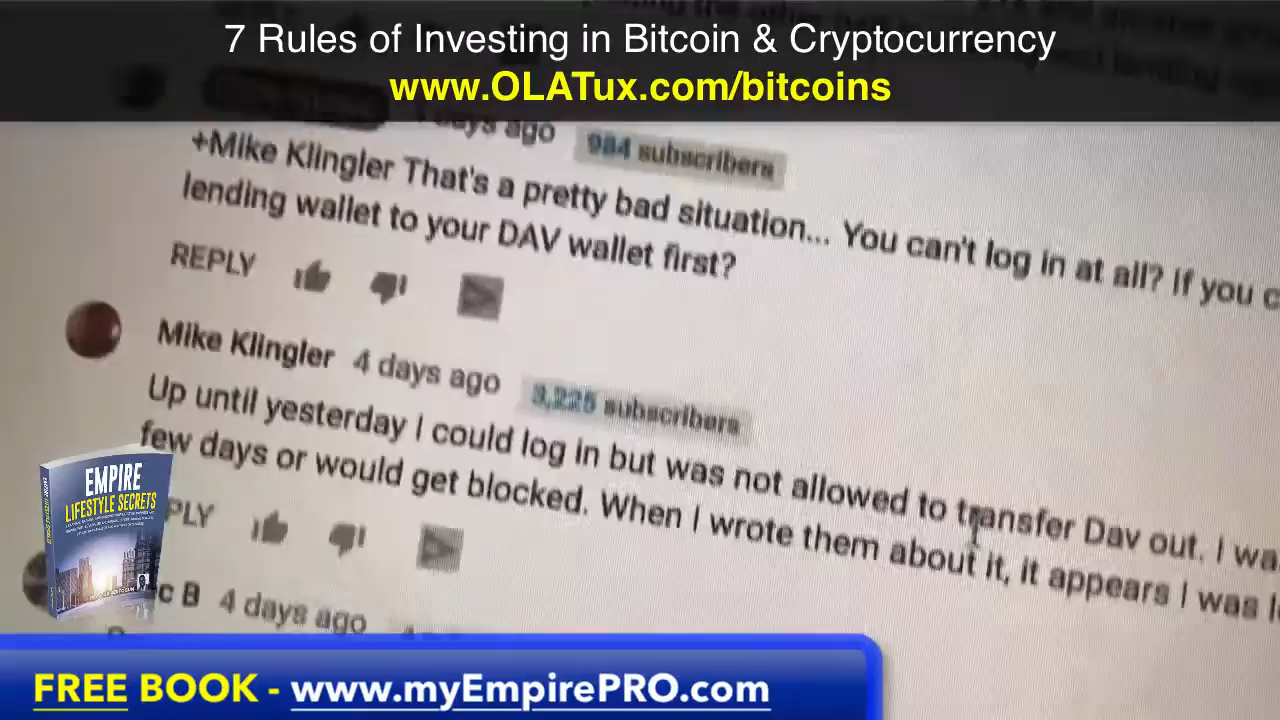 7 Rules of Investing in Bitcoin & Cryptocurrency
www.OLATux.com/bitcoins
days ago 984 subscribers
+Mike Klingler That's a pretty bad situation... You can't log in at all? If you c
lending wallet to your DAV wallet first?
REPLY
Mike Klingler 4 days ago 3,225 subscribers
Up until yesterday I could log in but was not allowed to transfer Dav out. I wa
few days or would get blocked. When I wrote them about it, it appears I was l
PLY
c B 4 days ago
EMPIRE
LIFESTYLE SECRETS
FREE BOOK - www.myEmpirePRO.com